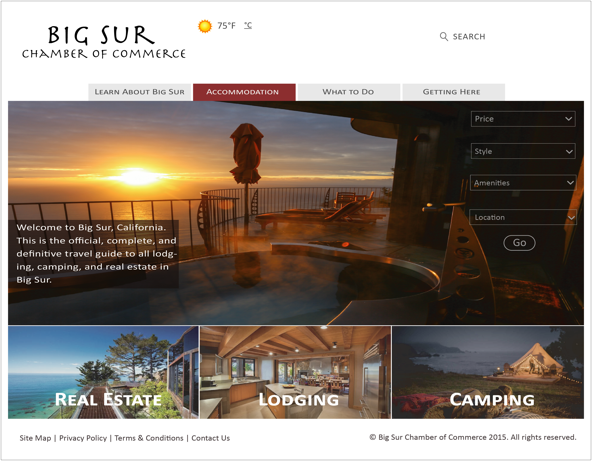 BIG SUR
CHAMBER OF COMMERCE
75°F °C
SEARCH
LEARN ABOUT BIG SUR
ACCOMMODATION
WHAT TO DO
GETTING HERE
Price
Style
Amenities
Location
Go
Welcome to Big Sur, California.
This is the official, complete, and
definitive travel guide to all lodg-
ing, camping, and real estate in
Big Sur.
REAL ESTATE
LODGING
CAMPING
Site Map | Privacy Policy | Terms & Conditions | Contact Us
© Big Sur Chamber of Commerce 2015. All rights reserved.